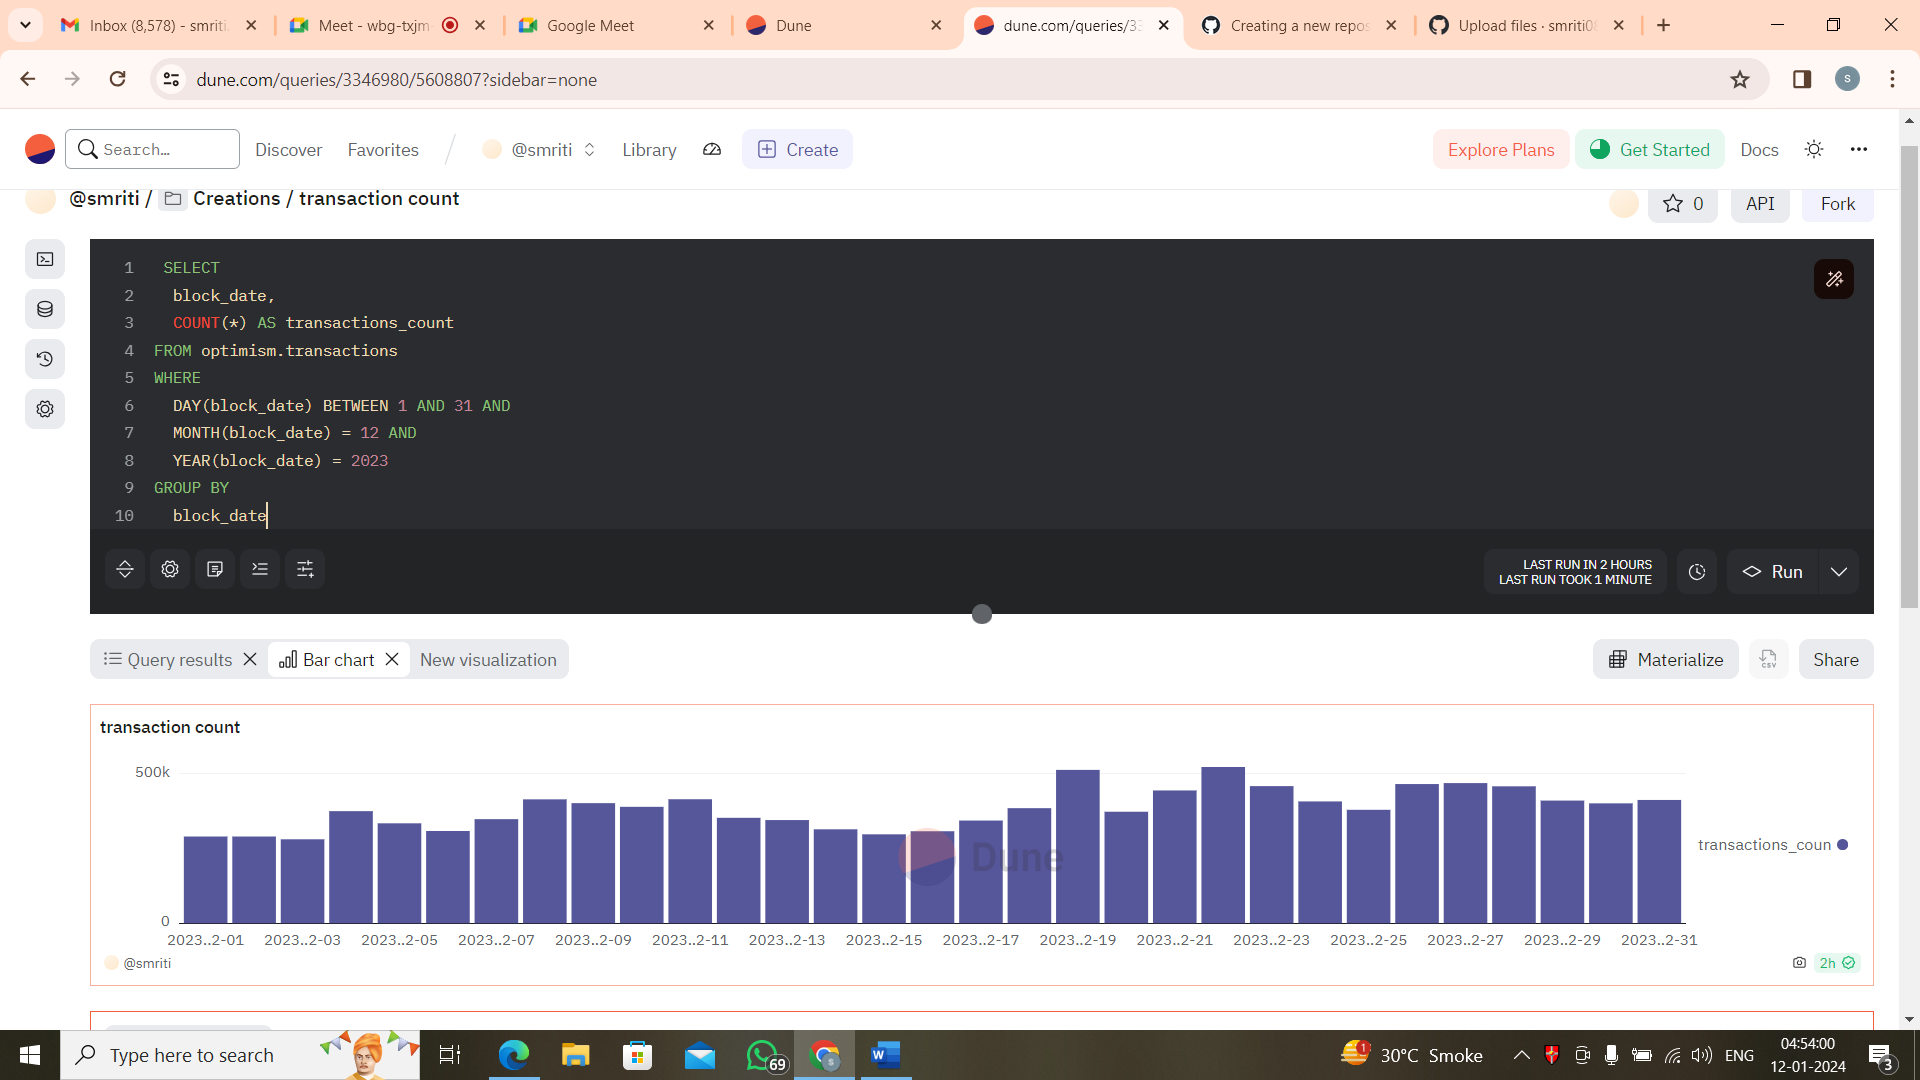 Inbox (8,578) - smriti.
Meet - wbg-txjm
Google Meet
Dune
dune.com/queries/33
Creating a new repos
Upload files · smriti0
dune.com/queries/3346980/5608807?sidebar=none
S
Search…
Discover
Favorites
@smriti
Library
Create
Explore Plans
Get Started
Docs
@smriti / Creations / transaction count
0
API
Fork
1 SELECT
2 block_date,
3 COUNT(*) AS transactions_count
4 FROM optimism.transactions
5 WHERE
6 DAY(block_date) BETWEEN 1 AND 31 AND
7 MONTH(block_date) = 12 AND
8 YEAR(block_date) = 2023
9 GROUP BY
10 block_date
LAST RUN IN 2 HOURS
LAST RUN TOOK 1 MINUTE
Run
Query results
Bar chart
New visualization
Materialize
CSV
Share
transaction count
500k
0
Dune
transactions_coun
2023..2-01 2023..2-03 2023..2-05 2023..2-07 2023..2-09 2023..2-11 2023..2-13 2023..2-15 2023..2-17 2023..2-19 2023..2-21 2023..2-23 2023..2-25 2023..2-27 2023..2-29 2023..2-31
@smriti
2h
Type here to search
69
1
30°C Smoke
ENG
04:54:00
12-01-2024
3